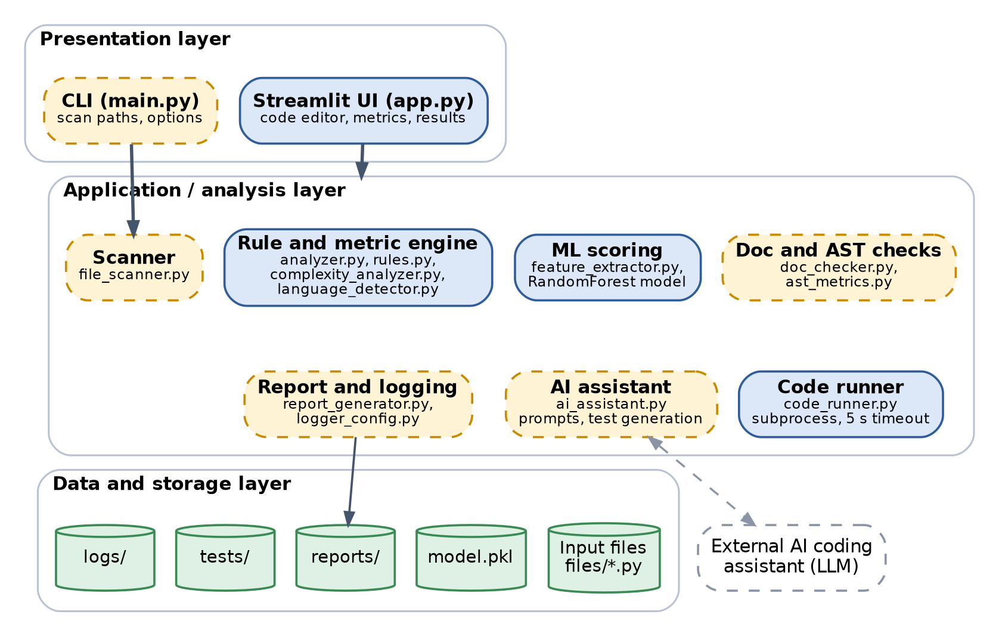 Presentation layer
CLI (main.py)
scan paths, options
Streamlit UI (app.py)
code editor, metrics, results
Application / analysis layer
Scanner
file_scanner.py
Rule and metric engine
analyzer.py, rules.py,
complexity_analyzer.py,
language_detector.py
ML scoring
feature_extractor.py,
RandomForest model
Doc and AST checks
doc_checker.py,
ast_metrics.py
Report and logging
report_generator.py,
logger_config.py
AI assistant
ai_assistant.py
prompts, test generation
Code runner
code_runner.py
subprocess, 5 s timeout
Data and storage layer
logs/
tests/
reports/
model.pkl
Input files
files/*.py
External AI coding
assistant (LLM)